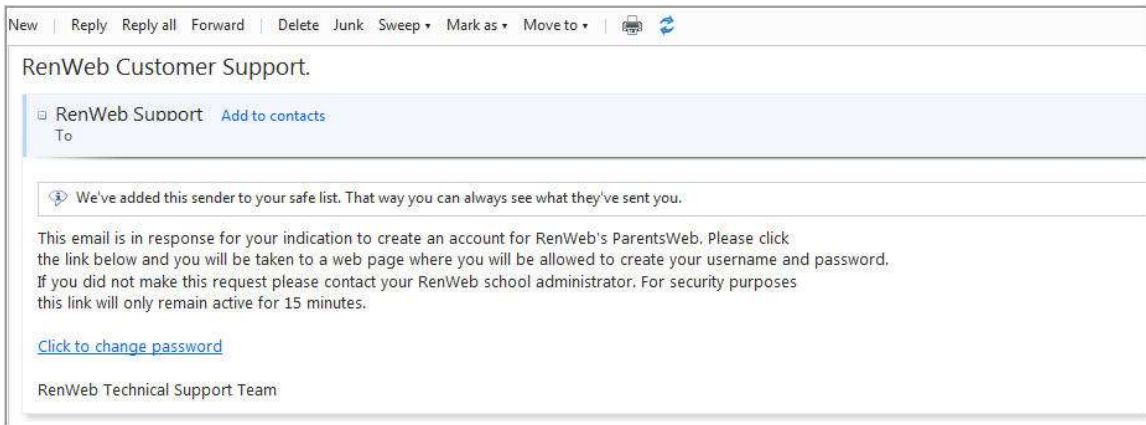 New | Reply Reply all Forward | Delete Junk Sweep Mark as Move to |
RenWeb Customer Support.
RenWeb Support Add to contacts
To
We've added this sender to your safe list. That way you can always see what they've sent you.
This email is in response for your indication to create an account for RenWeb's ParentsWeb. Please click
the link below and you will be taken to a web page where you will be allowed to create your username and password.
If you did not make this request please contact your RenWeb school administrator. For security purposes
this link will only remain active for 15 minutes.
Click to change password
RenWeb Technical Support Team